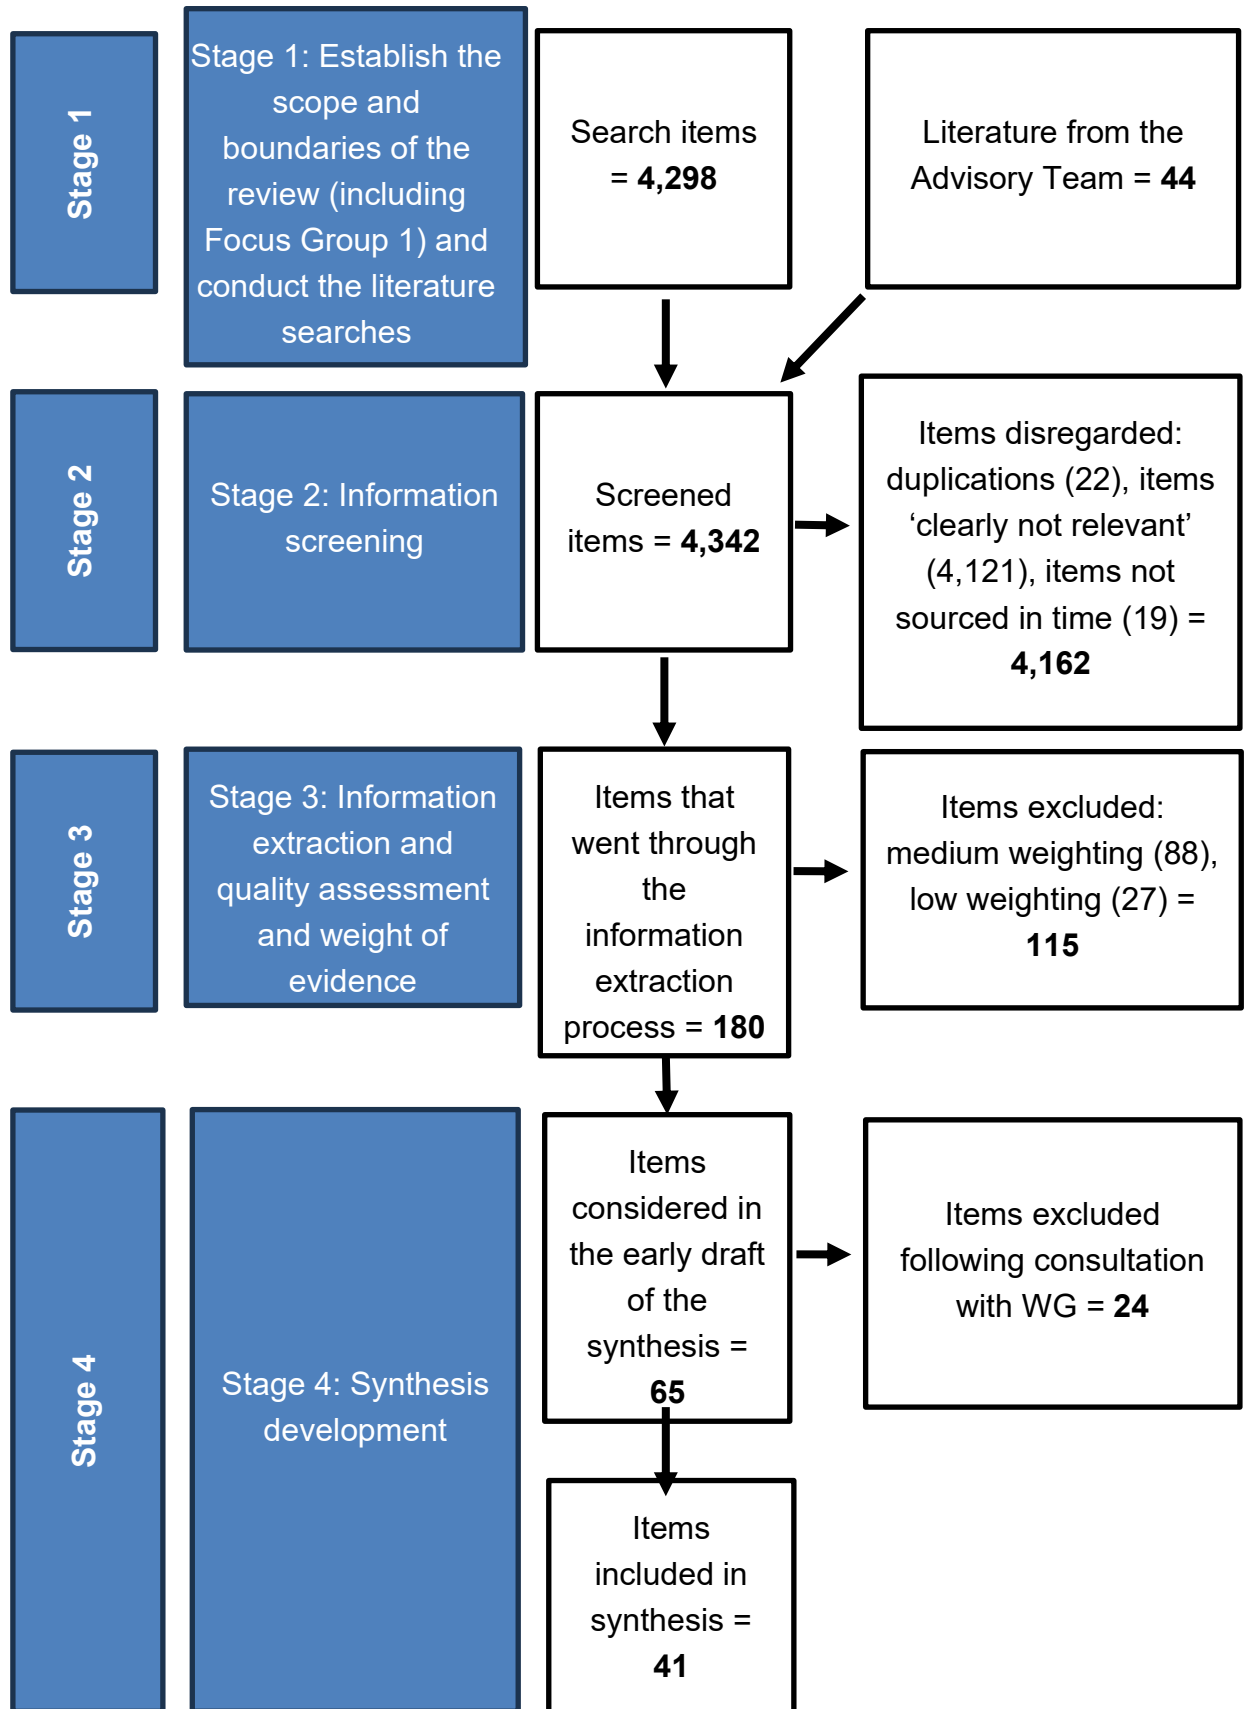 Stage 1
Stage 1: Establish the
scope and
boundaries of the
review (including
Focus Group 1) and
conduct the literature
searches
Search items
= 4,298
Literature from the
Advisory Team = 44
Stage 2
Stage 2: Information
screening
Screened
items = 4,342
Items disregarded:
duplications (22), items
‘clearly not relevant’
(4,121), items not
sourced in time (19) =
4,162
Stage 3
Stage 3: Information
extraction and
quality assessment
and weight of
evidence
Items that
went through
the
information
extraction
process = 180
Items excluded:
medium weighting (88),
low weighting (27) =
115
Stage 4
Stage 4: Synthesis
development
Items
considered in
the early draft
of the
synthesis =
65
Items excluded
following consultation
with WG = 24
Items
included in
synthesis =
41